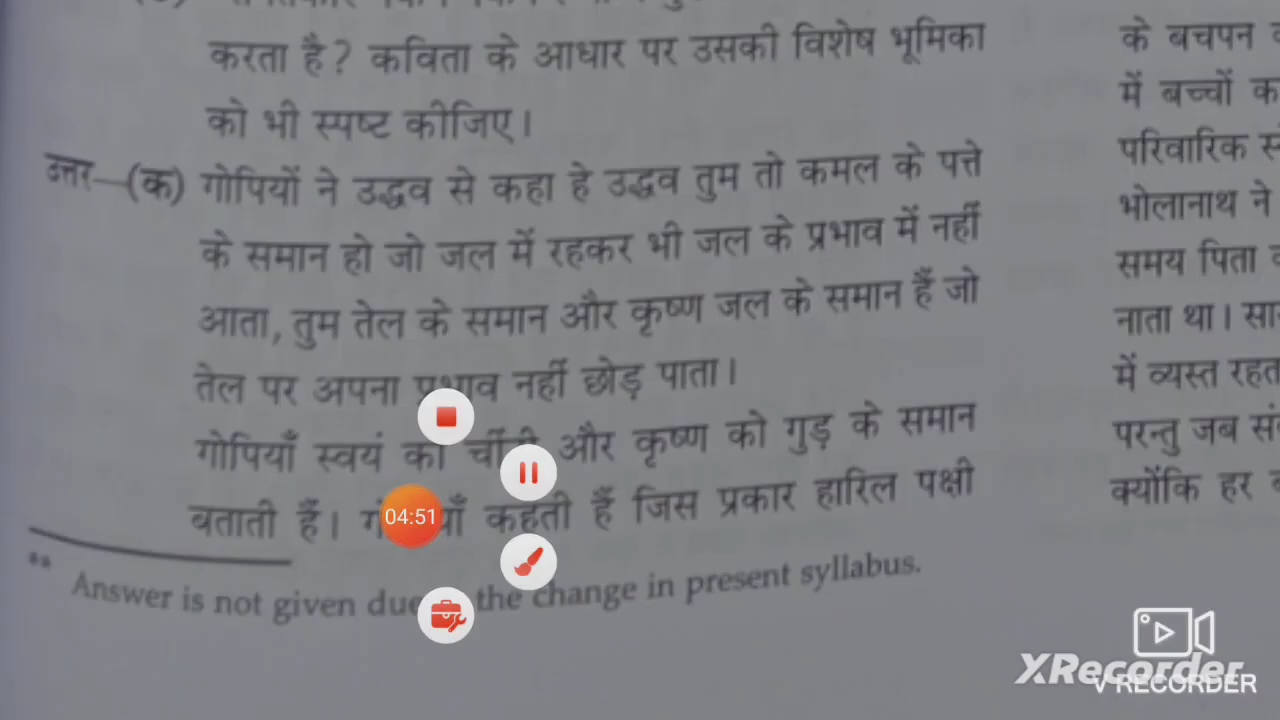 करता है? कविता के आधार पर उसकी विशेष भूमिका
को भी स्पष्ट कीजिए।
उत्तर—(क) गोपियों ने उद्धव से कहा हे उद्धव तुम तो कमल के पत्ते
के समान हो जो जल में रहकर भी जल के प्रभाव में नहीं
आता, तुम तेल के समान और कृष्ण जल के समान हैं जो
तेल पर अपना प्रभाव नहीं छोड़ पाता।
गोपियाँ स्वयं को और कृष्ण को गुड़ के समान
बताती हैं। कहती हैं जिस प्रकार हारिल पक्षी
** Answer is not given due the change in present syllabus.
के बचपन
में बच्चों
परिवारिक
भोलानाथ ने
समय पिता
नाता था।
में व्यस्त
परन्तु जब
क्योंकि हर
04:51
XRecorder
V RECORDER